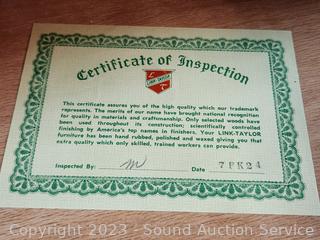 Certificate of Inspection
LINK-TAYLOR
This certificate assures you of the high quality which our trademark
represents. The merits of our name have brought national recognition
for quality in materials and craftsmanship. Only selected woods have
been used throughout its construction; scientifically controlled
finishing by America's top names in finishers. Your LINK-TAYLOR
furniture has been hand rubbed, polished and waxed giving you that
extra quality which only skilled, trained workers can provide.
Inspected By: Date 7 P K 2 4
Copyright 2023 - Sound Auction Service